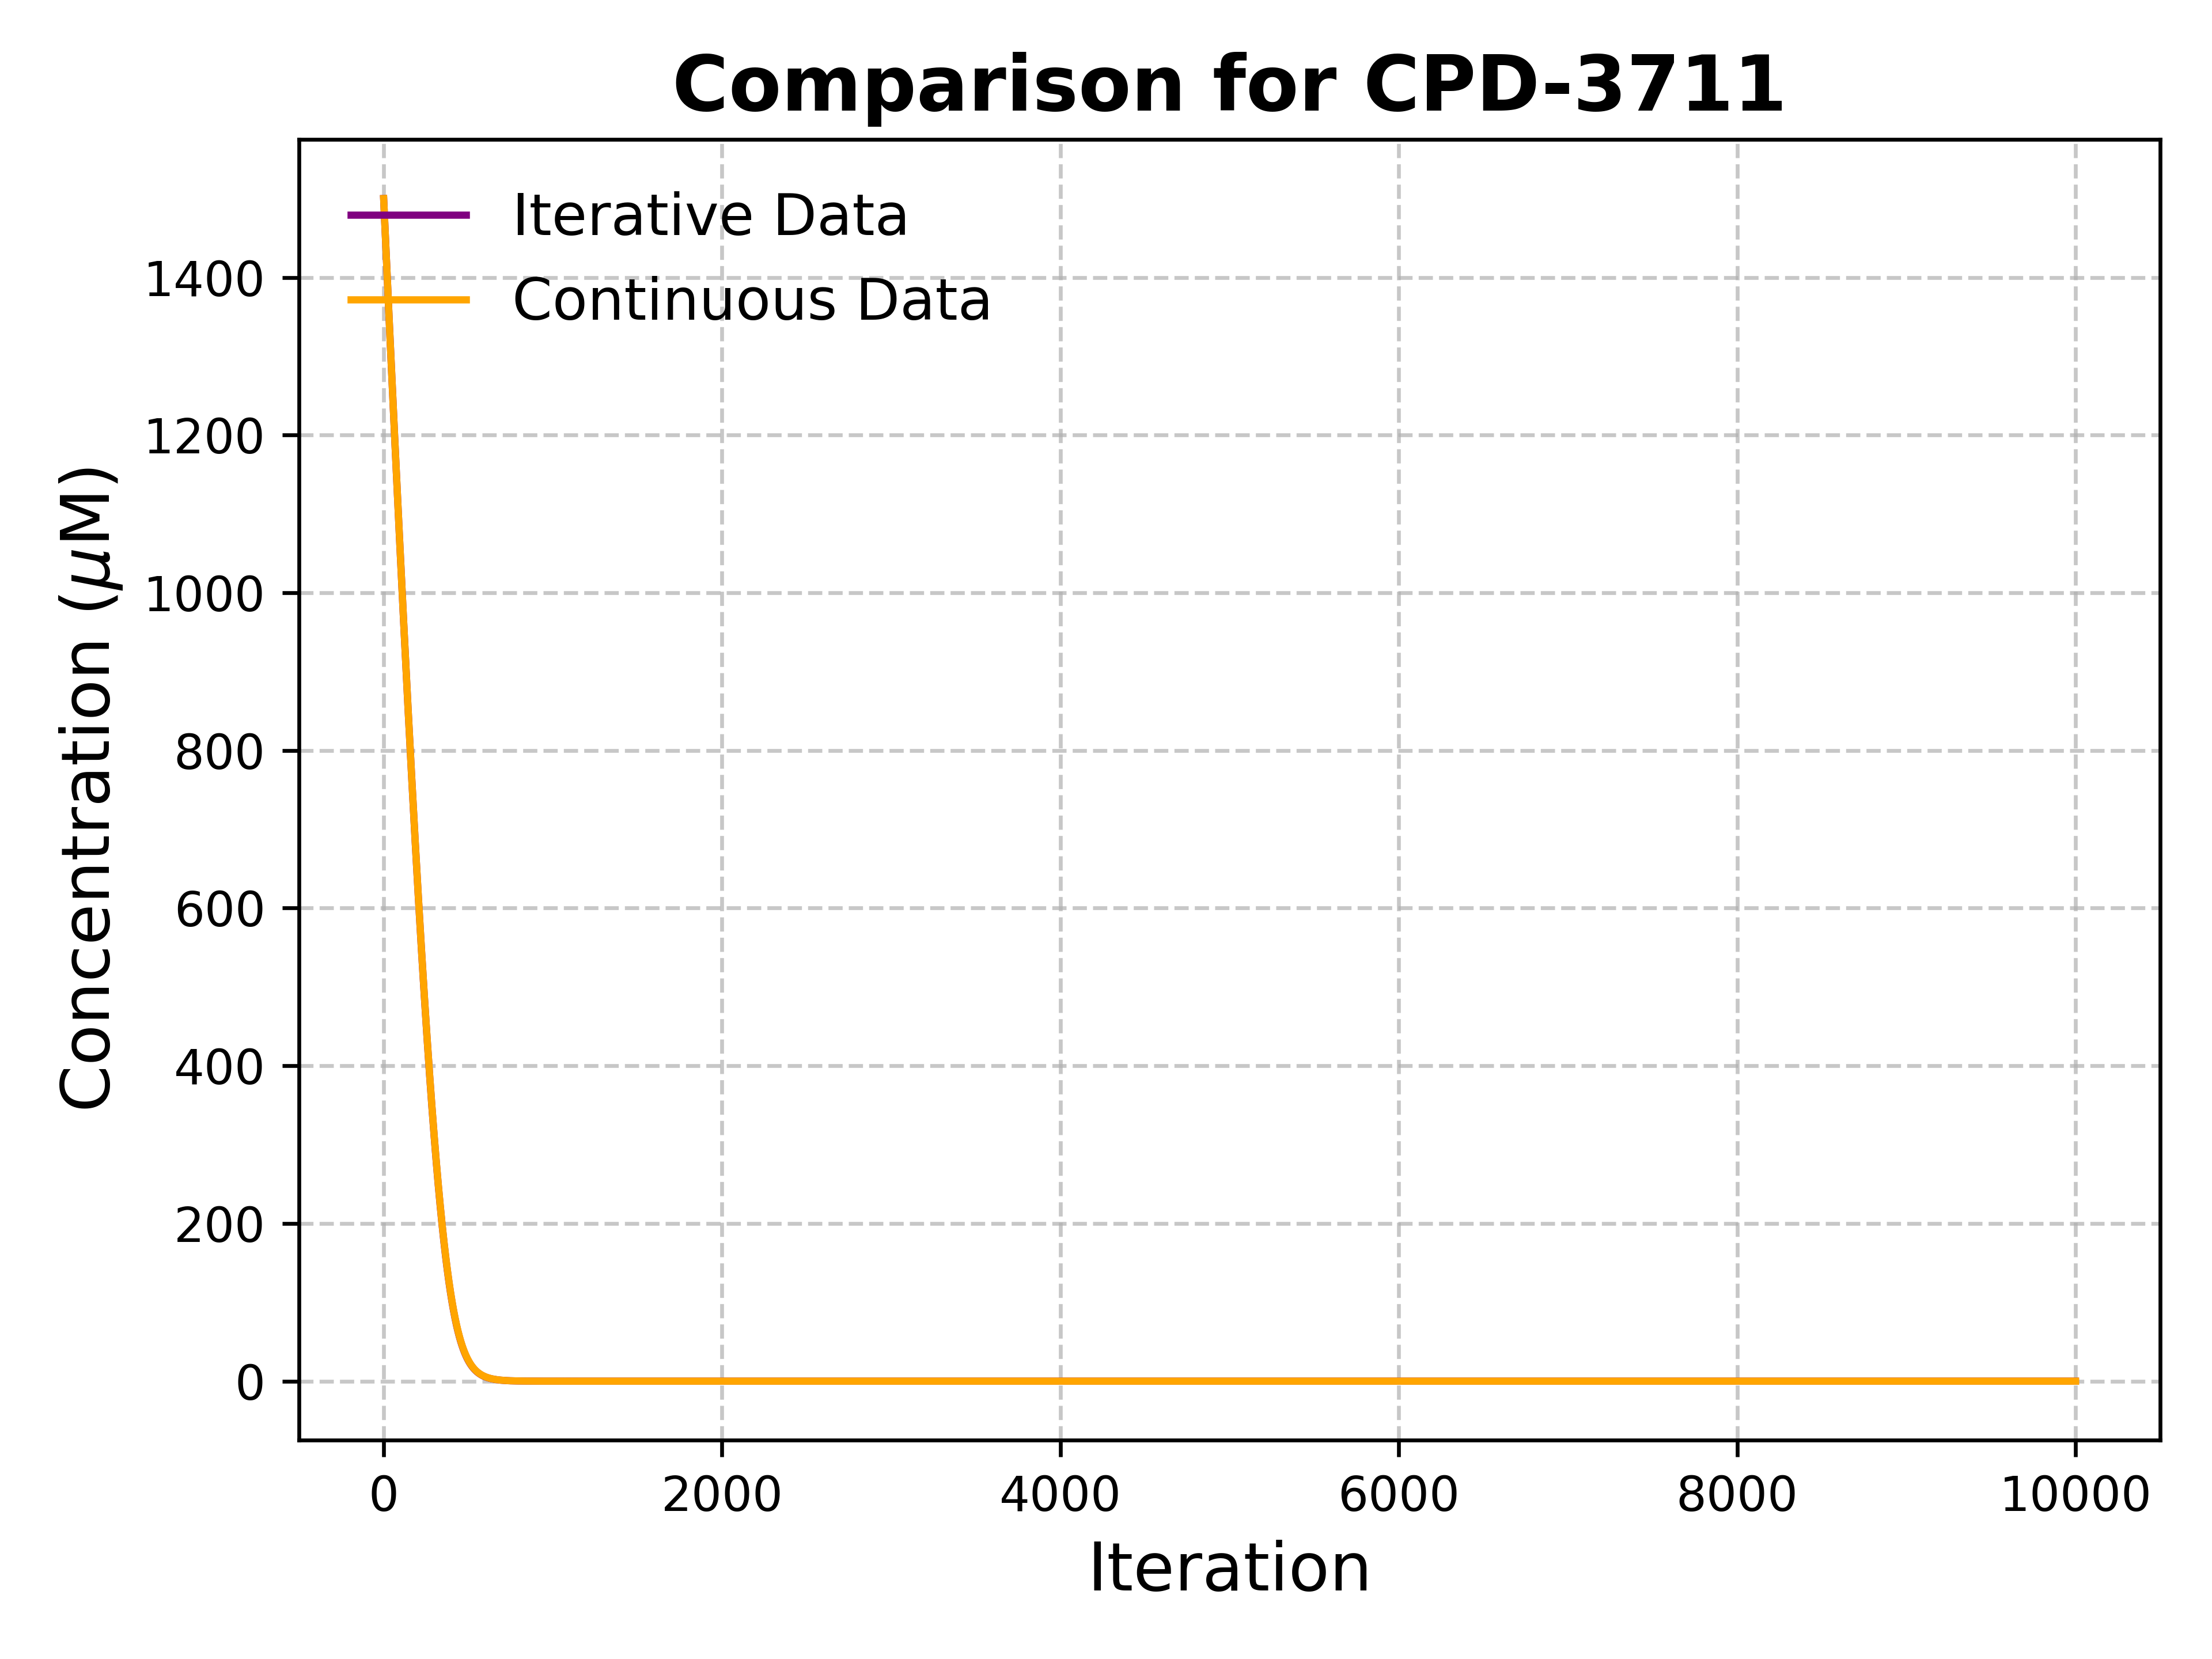 Comparison for CPD-3711
Iterative Data
Continuous Data
Concentration (μM)
1400
1200
1000
800
600
400
200
0
0 2000 4000 6000 8000 10000
Iteration